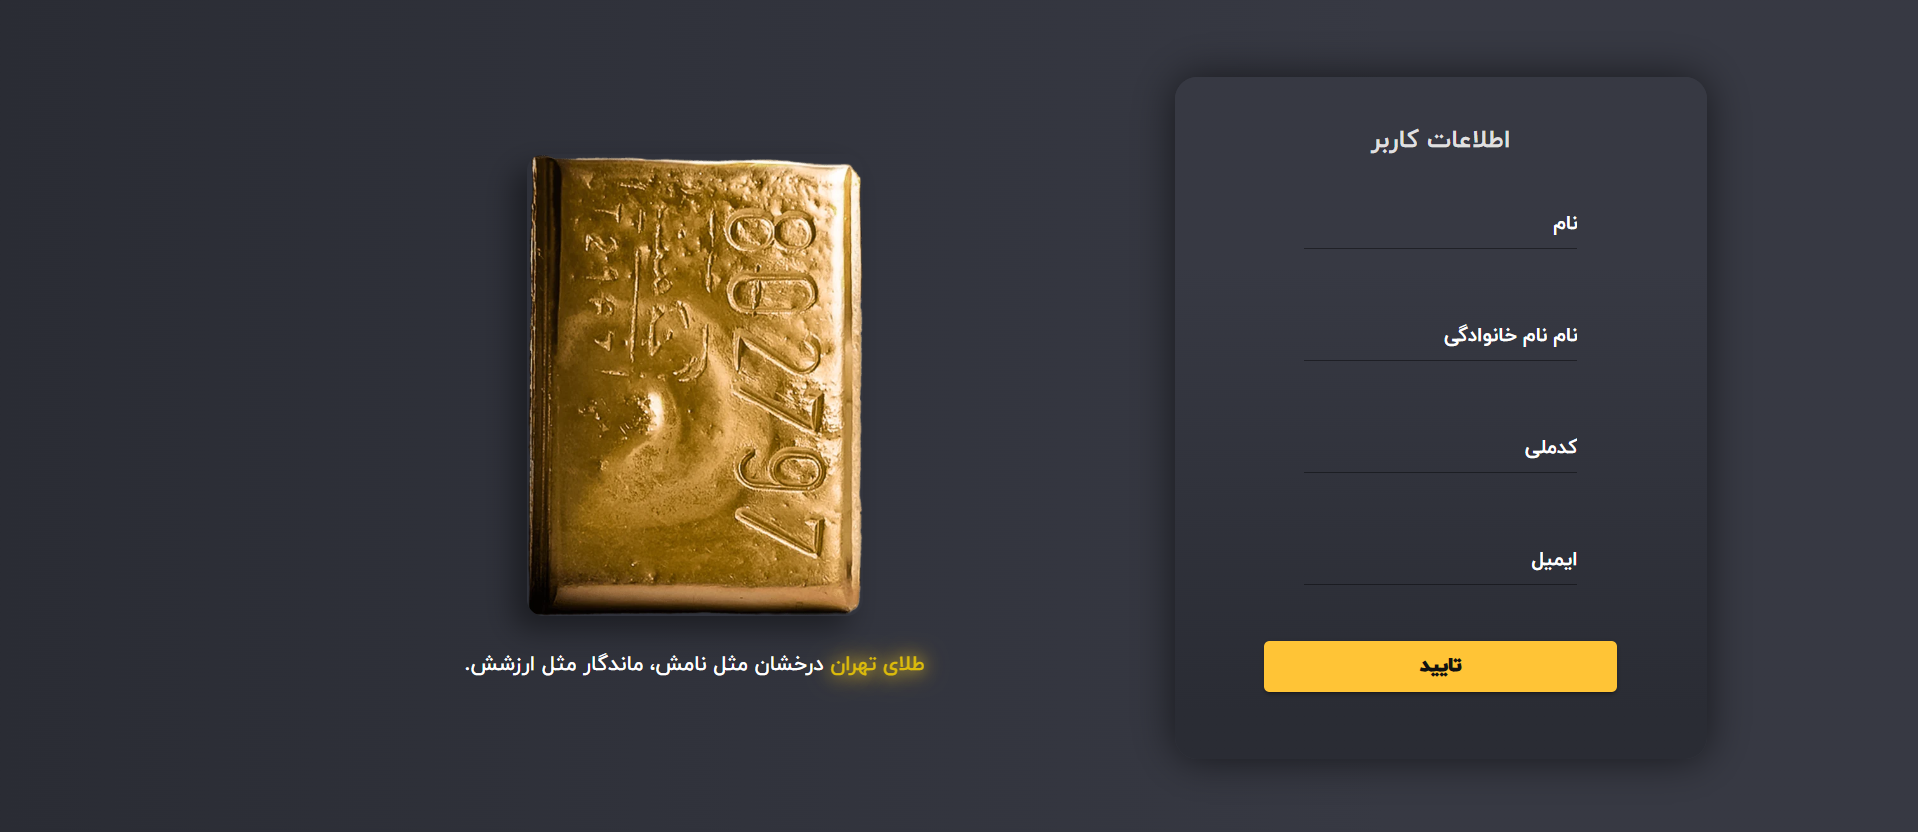 اطلاعات کاربر
نام
نام نام خانوادگی
کدملی
ایمیل
تایید
802797
طلای تهران درخشان مثل نامش، ماندگار مثل ارزشش.